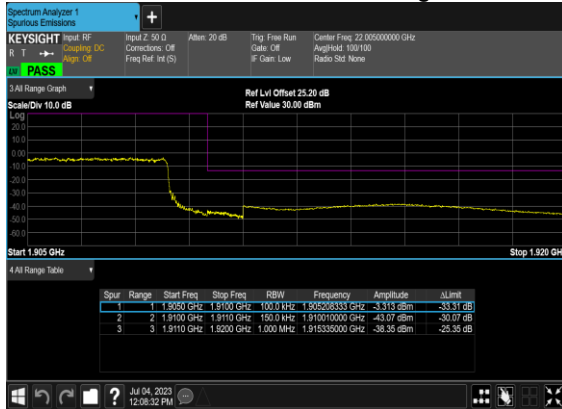 Spectrum Analyzer 1
Spurious Emissions
+
KEYSIGHT Input: RF Input Z: 50 Ω Atten: 20 dB Trig: Free Run Center Freq: 22.005000000 GHz
R T Coupling: DC Corrections: Off Gate: Off Avg|Hold: 100/100
Align: Off Freq Ref: Int (S) IF Gain: Low Radio Std: None
PASS
3 All Range Graph
Ref Lvl Offset 25.20 dB
Scale/Div 10.0 dB Ref Value 30.00 dBm
Log
20.0
10.0
0.00
-10.0
-20.0
-30.0
-40.0
-50.0
-60.0
Start 1.905 GHz Stop 1.920 GH
4 All Range Table
Spur Range Start Freq Stop Freq RBW Frequency Amplitude ΔLimit
1 1 1.9050 GHz 1.9100 GHz 100.0 kHz 1.905208333 GHz -3.313 dBm -33.31 dB
2 2 1.9100 GHz 1.9110 GHz 150.0 kHz 1.910010000 GHz -43.07 dBm -30.07 dB
3 3 1.9110 GHz 1.9200 GHz 1.000 MHz 1.915335000 GHz -38.35 dBm -25.35 dB
? Jul 04, 2023
12:08:32 PM